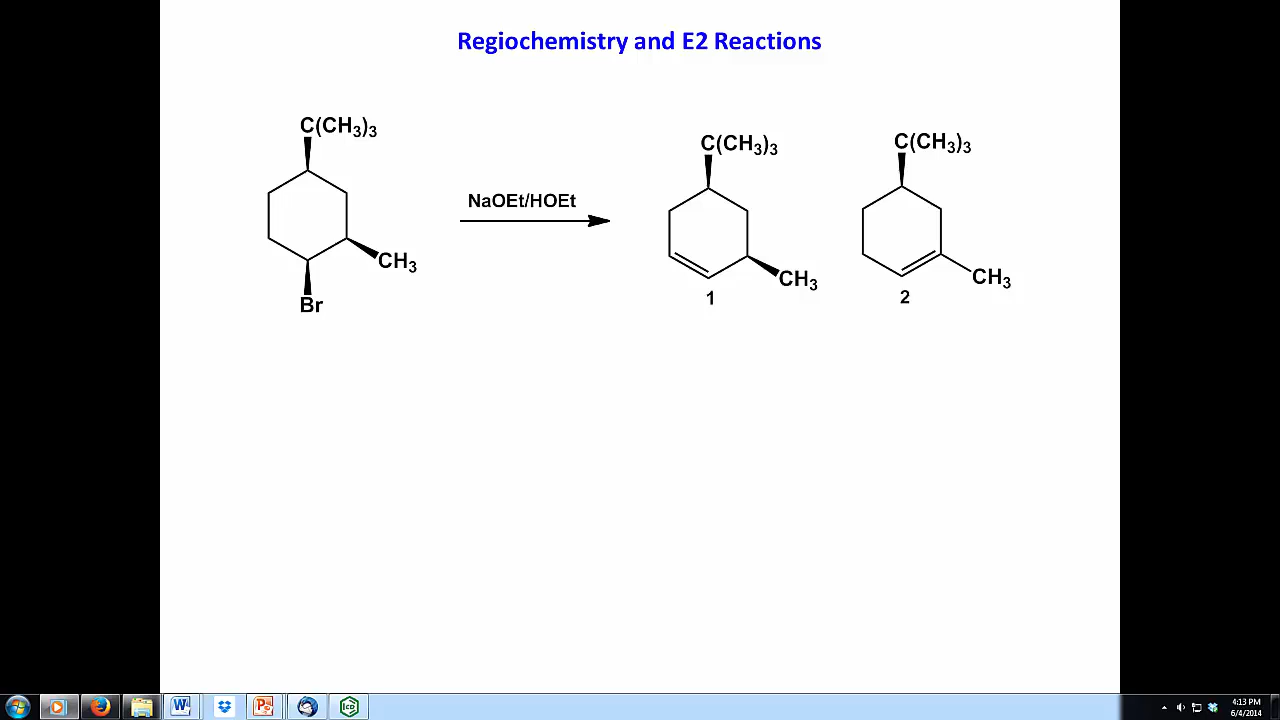 Regiochemistry and E2 Reactions
C(CH3)3
CH3
Br
NaOEt/HOEt
C(CH3)3
CH3
1
C(CH3)3
CH3
2
4:13 PM
6/4/2014